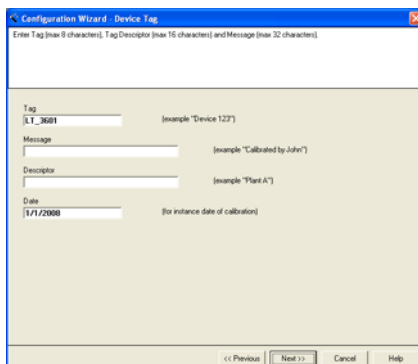 Configuration Wizard - Device Tag
Enter Tag (max 8 characters), Tag Descriptor (max 16 characters) and Message (max 32 characters).
Tag
LT_3601 (example "Device 123")
Message
(example "Calibrated by John")
Descriptor
(example "Plant A")
Date
1/1/2008 (for instance date of calibration)
<< Previous Next >> Cancel Help